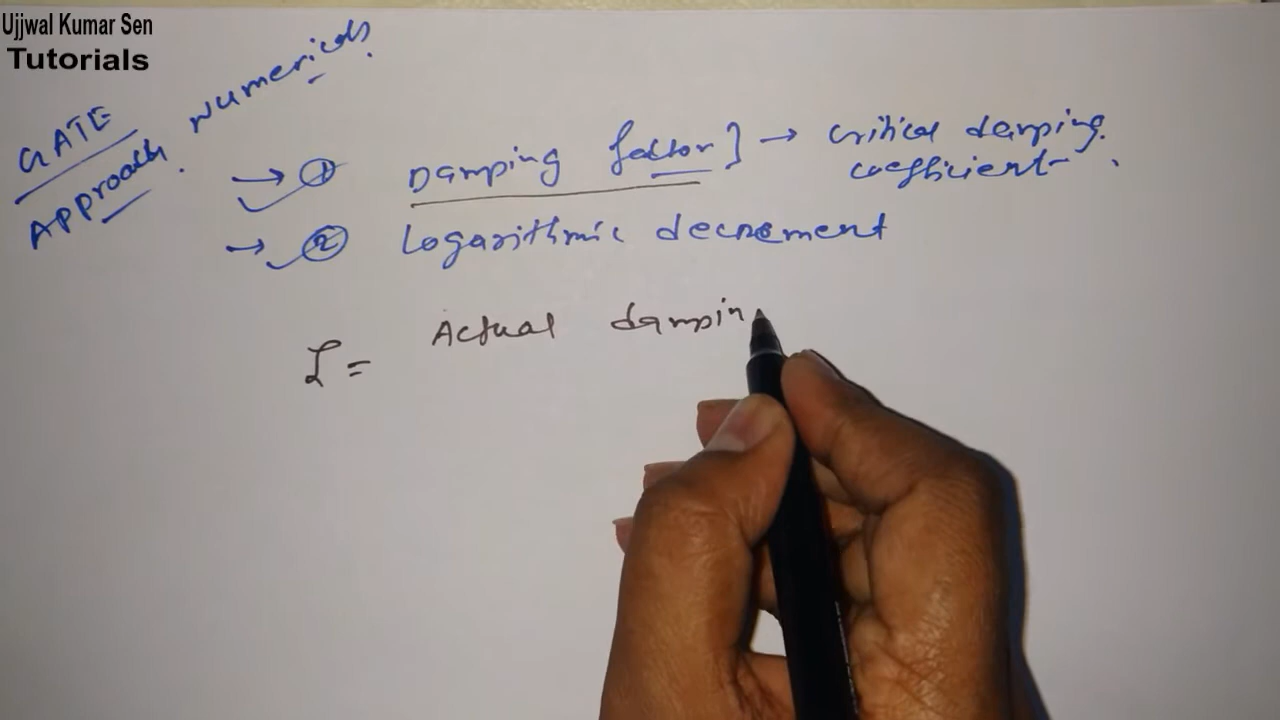 Ujjwal Kumar Sen
Tutorials
GATE
APProach. Numericals.
→ ① Damping factor] → critical damping.
coefficient.
→ ② Logarithmic decrement
ζ = Actual dampin